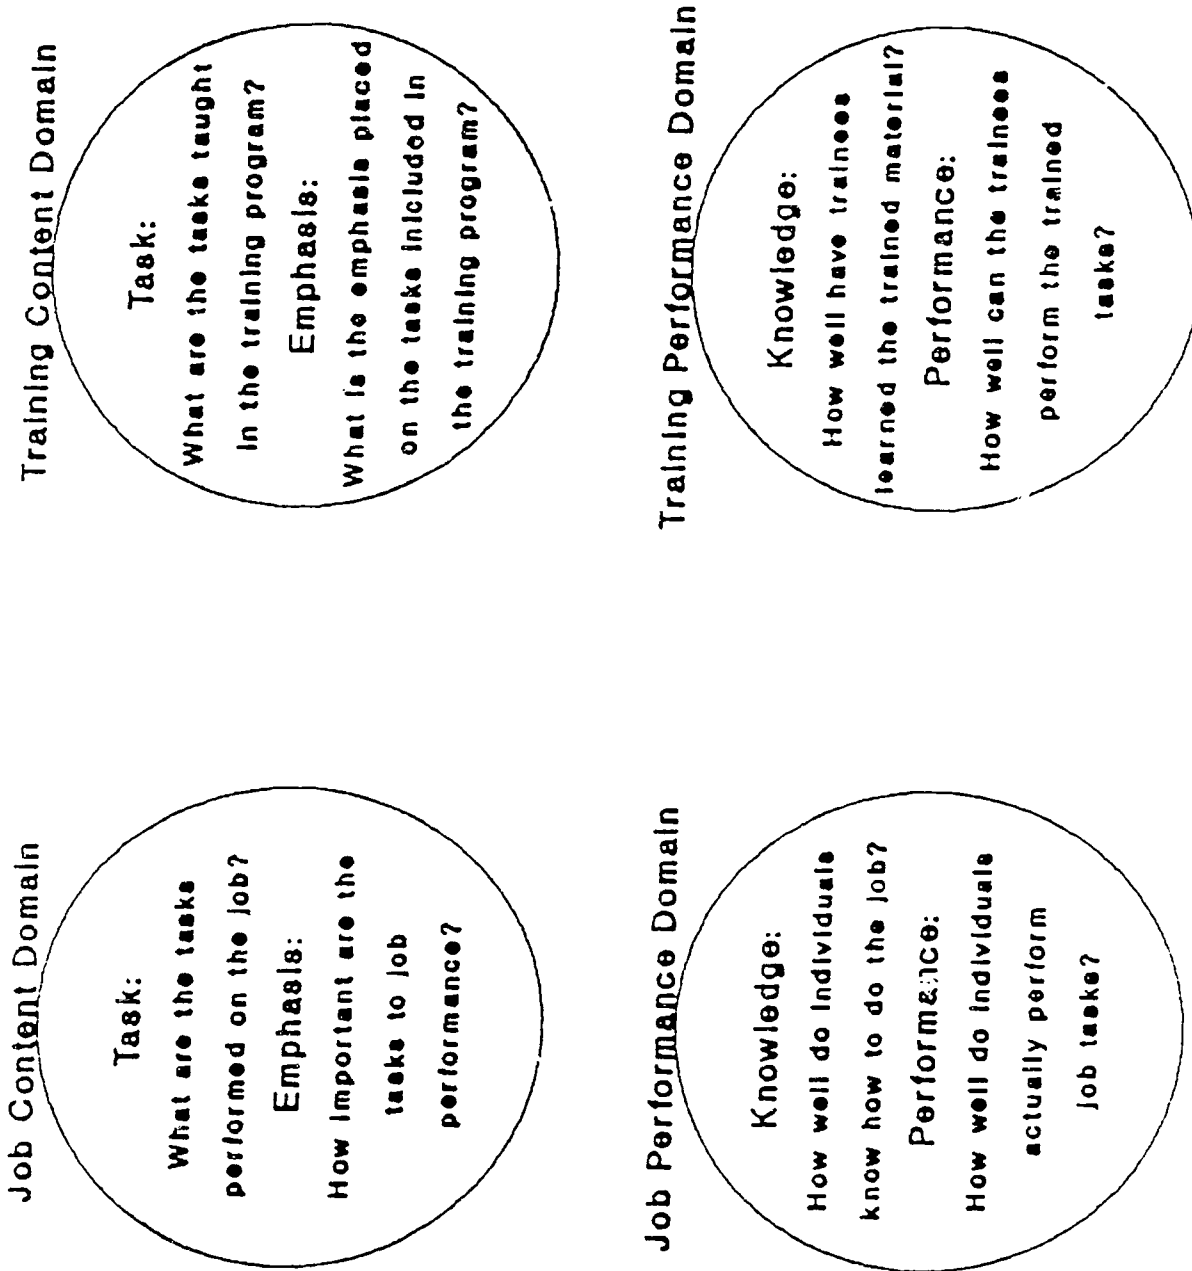 Job Content Domain
Task:
What are the tasks
performed on the job?
Emphasis:
How important are the
tasks to job
performance?
Training Content Domain
Task:
What are the tasks taught
in the training program?
Emphasis:
What is the emphasis placed
on the tasks inlcluded in
the training program?
Job Performance Domain
Knowledge:
How well do individuals
know how to do the job?
Performance:
How well do individuals
actually perform
job tasks?
Training Performance Domain
Knowledge:
How well have trainees
learned the trained material?
Performance:
How well can the trainees
perform the trained
tasks?